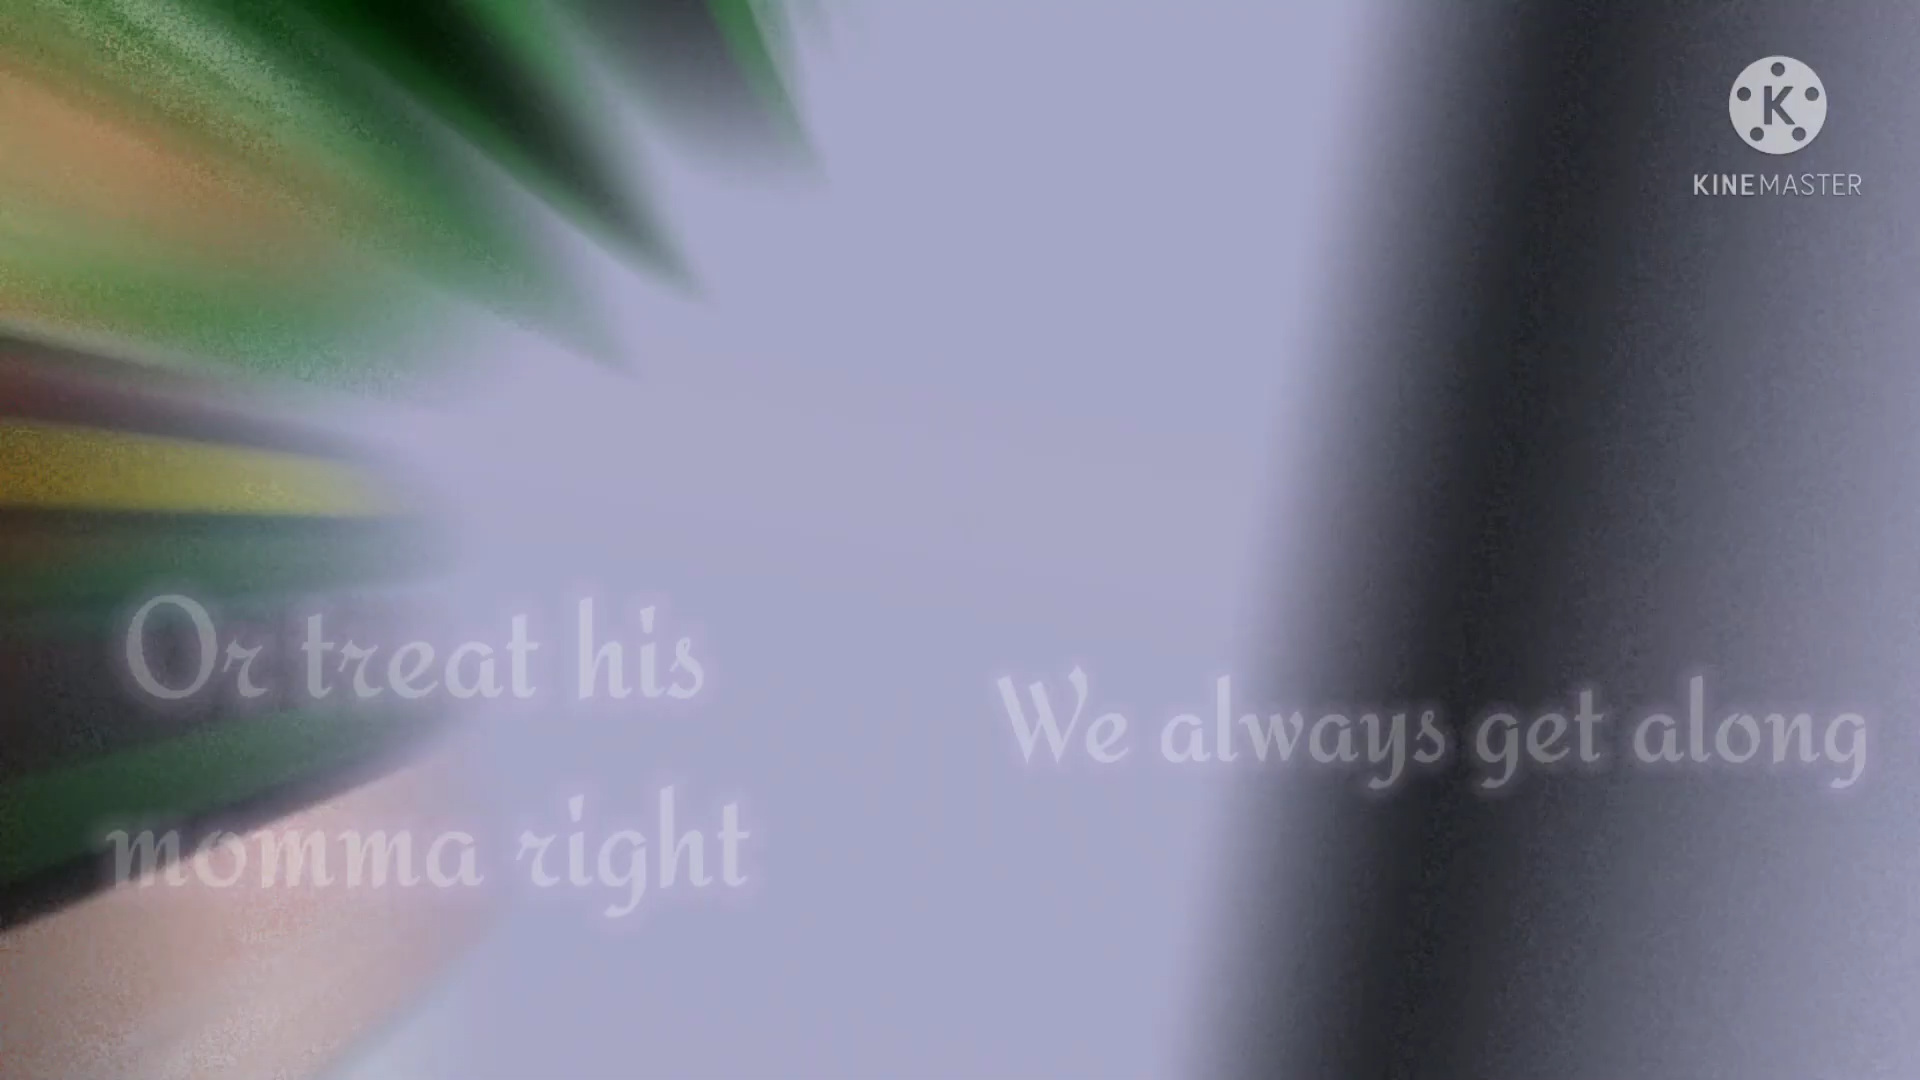 K
KINEMASTER
Or treat his
momma right
We always get along